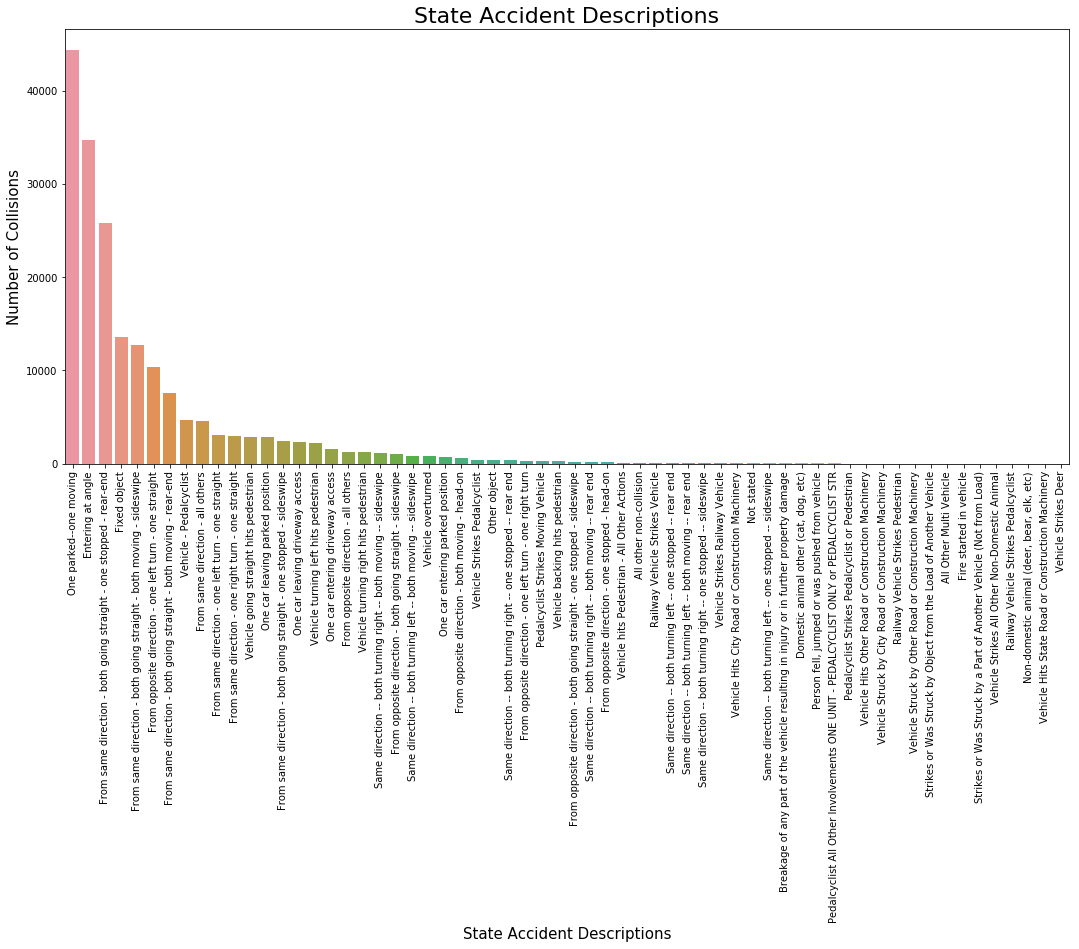 State Accident Descriptions
Number of Collisions
40000
30000
20000
10000
0
One parked--one moving
Entering at angle
From same direction - both going straight - one stopped - rear-end
Fixed object
From same direction - both going straight - both moving - sideswipe
From opposite direction - one left turn - one straight
From same direction - both going straight - both moving - rear-end
Vehicle - Pedalcyclist
From same direction - all others
From same direction - one left turn - one straight
From same direction - one right turn - one straight
Vehicle going straight hits pedestrian
One car leaving parked position
From same direction - both going straight - one stopped - sideswipe
One car leaving driveway access
Vehicle turning left hits pedestrian
One car entering driveway access
From opposite direction - all others
Vehicle turning right hits pedestrian
Same direction -- both turning right -- both moving -- sideswipe
From opposite direction - both going straight - sideswipe
Same direction -- both turning left -- both moving -- sideswipe
Vehicle overturned
One car entering parked position
From opposite direction - both moving - head-on
Vehicle Strikes Pedalcyclist
Other object
Same direction -- both turning right -- one stopped -- rear end
From opposite direction - one left turn - one right turn
Pedalcyclist Strikes Moving Vehicle
Vehicle backing hits pedestrian
From opposite direction - both going straight - one stopped - sideswipe
Same direction -- both turning right -- both moving -- rear end
From opposite direction - one stopped - head-on
Vehicle hits Pedestrian - All Other Actions
All other non-collision
Railway Vehicle Strikes Vehicle
Same direction -- both turning left -- one stopped -- rear end
Same direction -- both turning left -- both moving -- rear end
Same direction -- both turning right -- one stopped -- sideswipe
Vehicle Strikes Railway Vehicle
Vehicle Hits City Road or Construction Machinery
Not stated
Same direction -- both turning left -- one stopped -- sideswipe
Breakage of any part of the vehicle resulting in injury or in further property damage
Domestic animal other (cat, dog, etc)
Person fell, jumped or was pushed from vehicle
Pedalcyclist All Other Involvements ONE UNIT - PEDALCYCLIST ONLY or PEDALCYCLIST STR
Pedalcyclist Strikes Pedalcyclist or Pedestrian
Vehicle Hits Other Road or Construction Machinery
Vehicle Struck by City Road or Construction Machinery
Railway Vehicle Strikes Pedestrian
Vehicle Struck by Other Road or Construction Machinery
Strikes or Was Struck by Object from the Load of Another Vehicle
All Other Multi Vehicle
Fire started in vehicle
Strikes or Was Struck by a Part of Another Vehicle (Not from Load)
Vehicle Strikes All Other Non-Domestic Animal
Railway Vehicle Strikes Pedalcyclist
Non-domestic animal (deer, bear, elk, etc)
Vehicle Hits State Road or Construction Machinery
Vehicle Strikes Deer
State Accident Descriptions